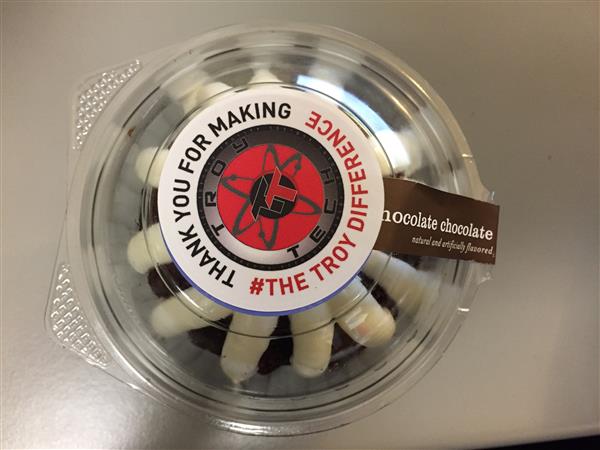 THANK YOU FOR MAKING
#THE TROY DIFFERENCE
TROY
TECH
hocolate chocolate
natural and artificially flavored